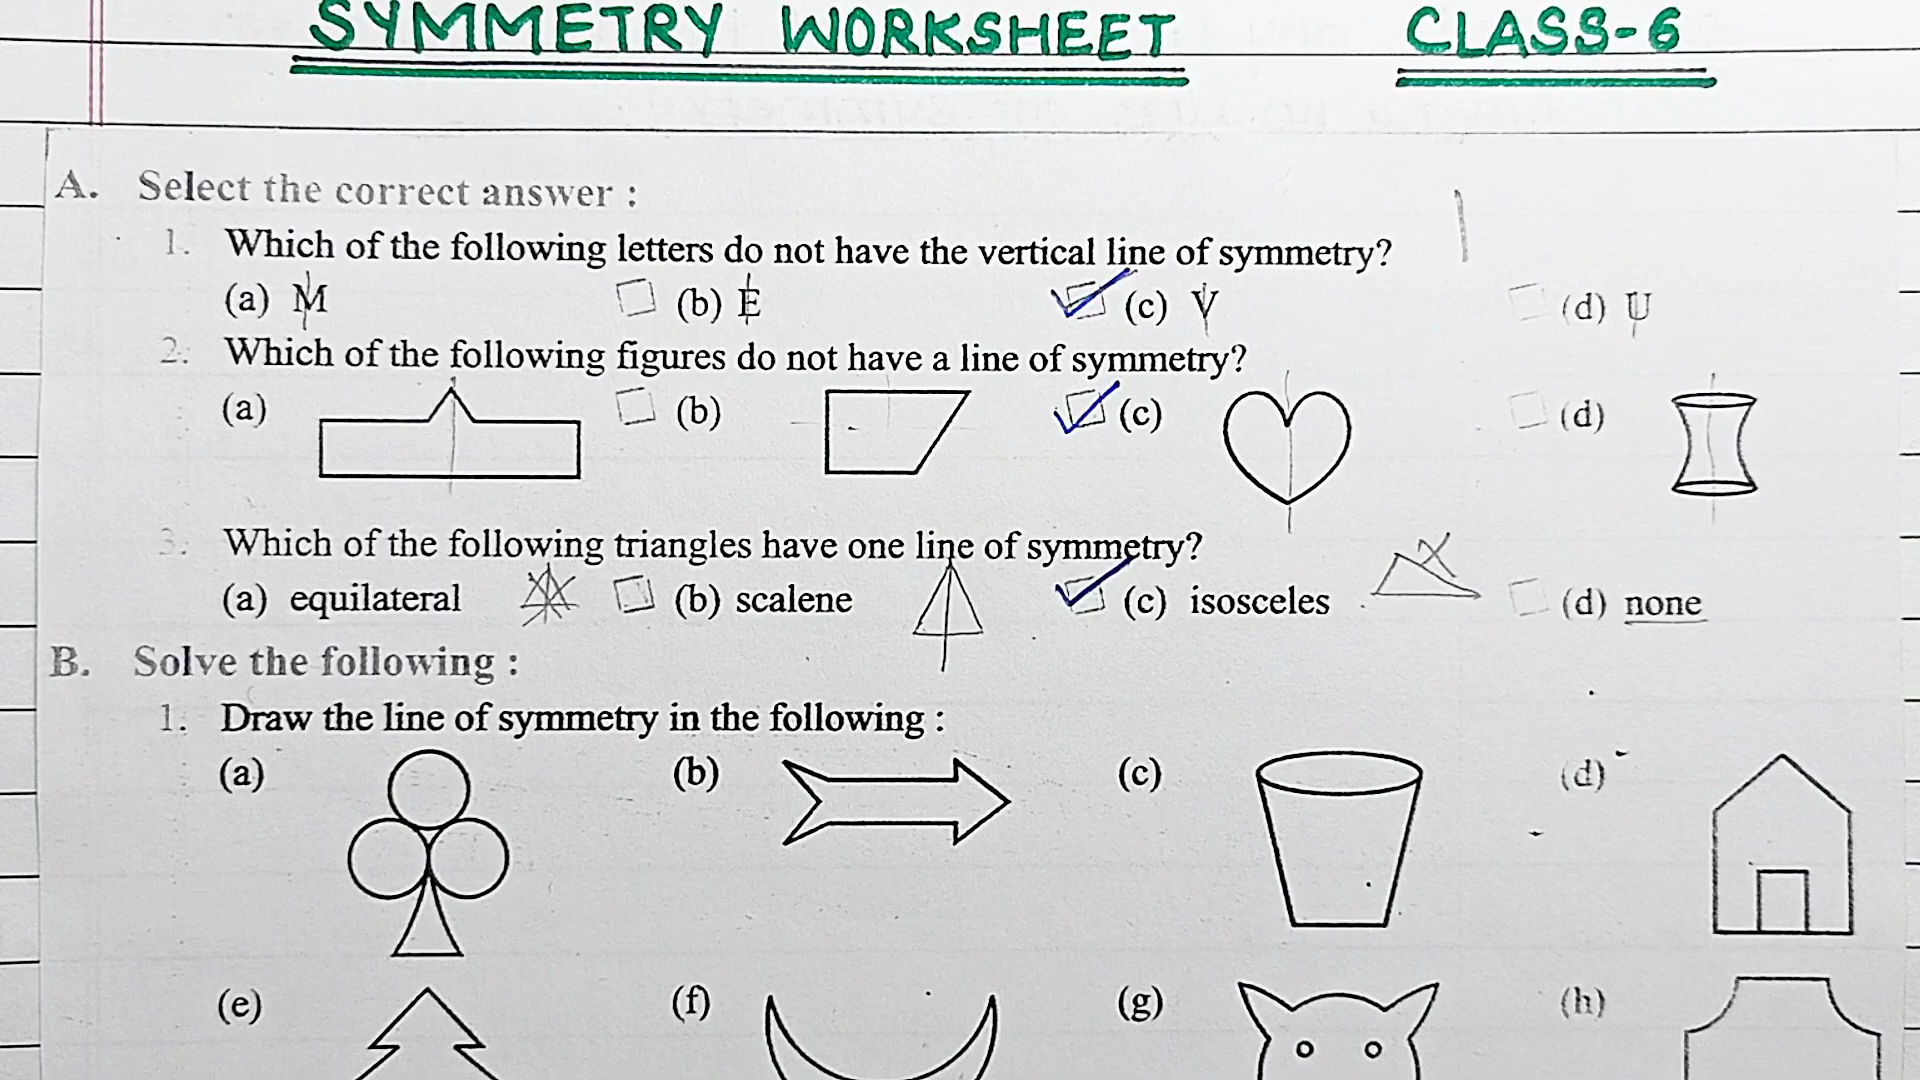 SYMMETRY WORKSHEET CLASS-6
A. Select the correct answer :
1. Which of the following letters do not have the vertical line of symmetry?
(a) M (b) E (c) V (d) U
2. Which of the following figures do not have a line of symmetry?
(a) (b) (c) (d)
3. Which of the following triangles have one line of symmetry?
(a) equilateral (b) scalene (c) isosceles (d) none
B. Solve the following :
1. Draw the line of symmetry in the following :
(a) (b) (c) (d)
(e) (f) (g) (h)